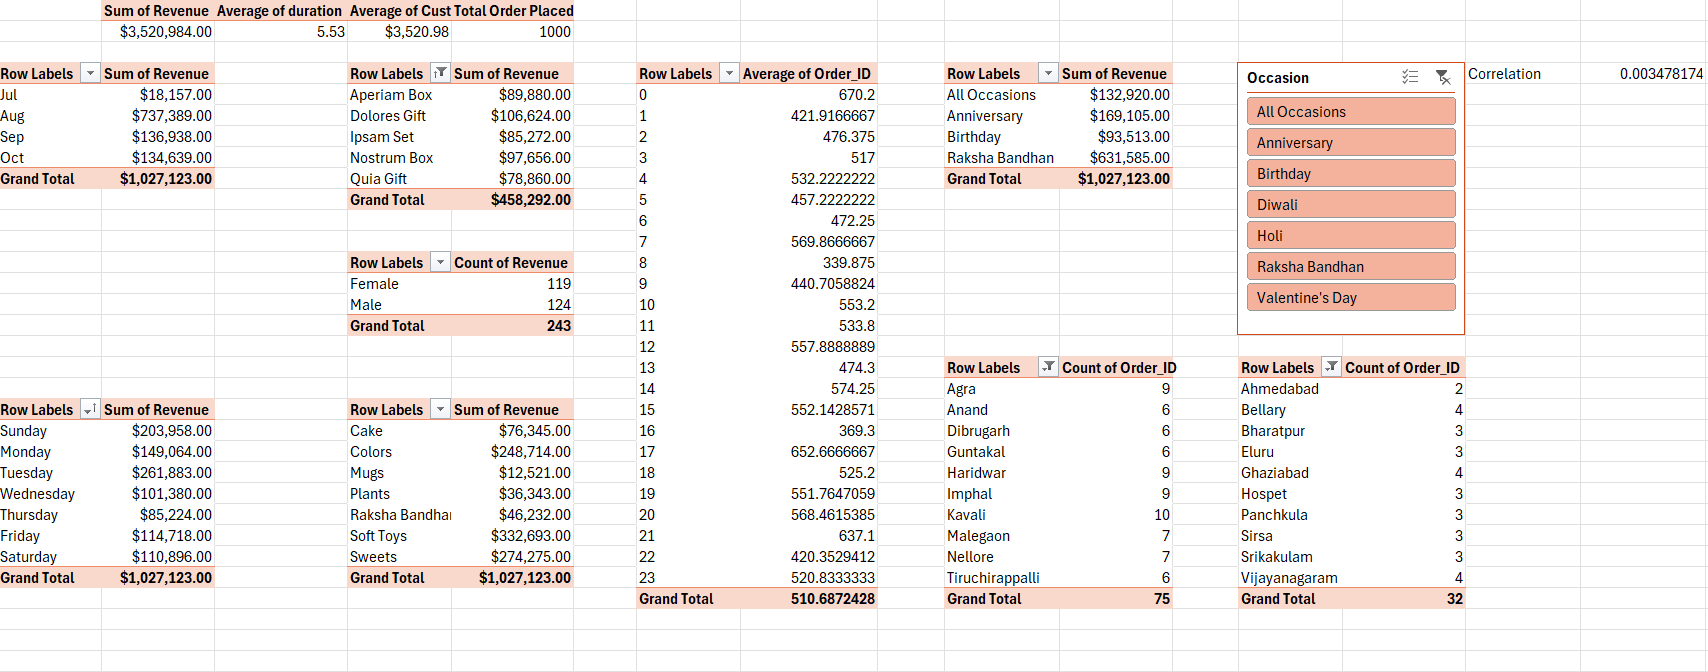 Sum of Revenue Average of duration Average of Cust Total Order Placed
$3,520,984.00 5.53 $3,520.98 1000
Row Labels Sum of Revenue
Jul $18,157.00
Aug $737,389.00
Sep $136,938.00
Oct $134,639.00
Grand Total $1,027,123.00
Row Labels Sum of Revenue
Aperiam Box $89,880.00
Dolores Gift $106,624.00
Ipsam Set $85,272.00
Nostrum Box $97,656.00
Quia Gift $78,860.00
Grand Total $458,292.00
Row Labels Count of Revenue
Female 119
Male 124
Grand Total 243
Row Labels Sum of Revenue
Sunday $203,958.00
Monday $149,064.00
Tuesday $261,883.00
Wednesday $101,380.00
Thursday $85,224.00
Friday $114,718.00
Saturday $110,896.00
Grand Total $1,027,123.00
Row Labels Sum of Revenue
Cake $76,345.00
Colors $248,714.00
Mugs $12,521.00
Plants $36,343.00
Raksha Bandhan $46,232.00
Soft Toys $332,693.00
Sweets $274,275.00
Grand Total $1,027,123.00
Row Labels Average of Order_ID
0 670.2
1 421.9166667
2 476.375
3 517
4 532.2222222
5 457.2222222
6 472.25
7 569.8666667
8 339.875
9 440.7058824
10 553.2
11 533.8
12 557.8888889
13 474.3
14 574.25
15 552.1428571
16 369.3
17 652.6666667
18 525.2
19 551.7647059
20 568.4615385
21 637.1
22 420.3529412
23 520.8333333
Grand Total 510.6872428
Row Labels Sum of Revenue
All Occasions $132,920.00
Anniversary $169,105.00
Birthday $93,513.00
Raksha Bandhan $631,585.00
Grand Total $1,027,123.00
Occasion
All Occasions
Anniversary
Birthday
Diwali
Holi
Raksha Bandhan
Valentine's Day
Correlation 0.003478174
Row Labels Count of Order_ID
Agra 9
Anand 6
Dibrugarh 6
Guntakal 6
Haridwar 9
Imphal 9
Kavali 10
Malegaon 7
Nellore 7
Tiruchirappalli 6
Grand Total 75
Row Labels Count of Order_ID
Ahmedabad 2
Bellary 4
Bharatpur 3
Eluru 3
Ghaziabad 4
Hospet 3
Panchkula 3
Sirsa 3
Srikakulam 3
Vijayanagaram 4
Grand Total 32